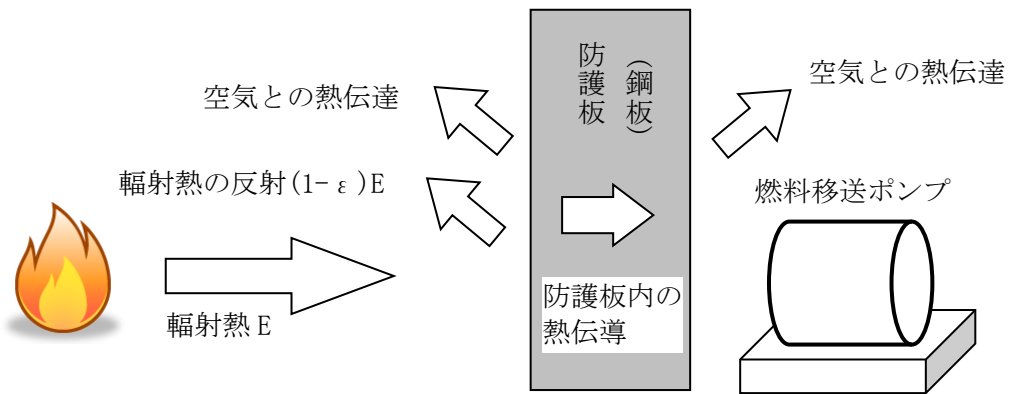 空気との熱伝達
輻射熱の反射(1-ε)E
輻射熱E
防護板
(鋼板)
防護板内の
熱伝導
空気との熱伝達
燃料移送ポンプ